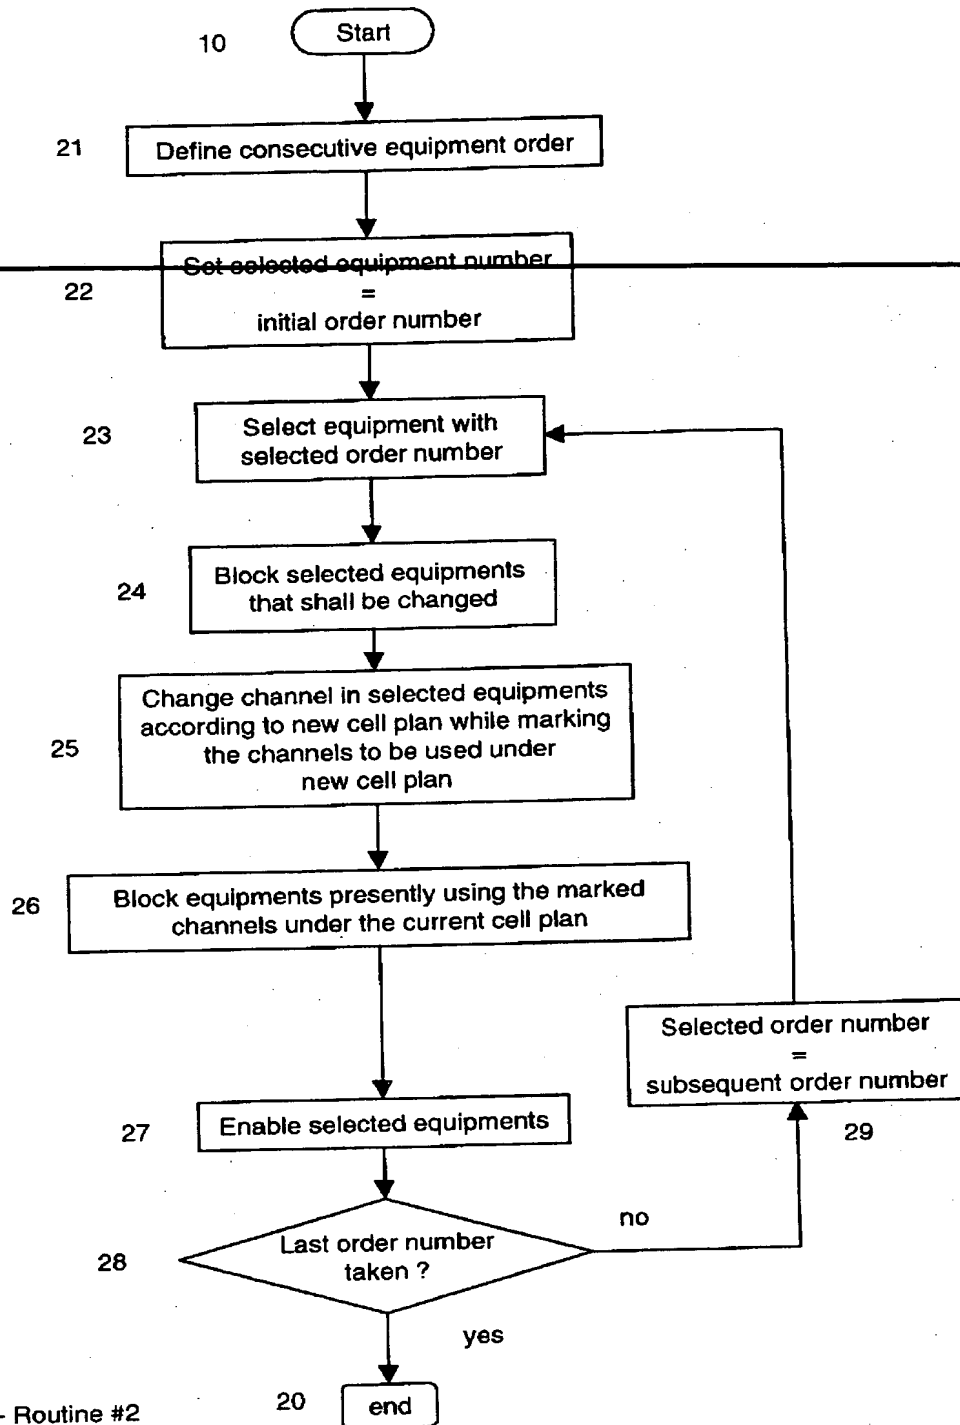 10
Start
21
Define consecutive equipment order
Set selected equipment number
22
=
initial order number
23
Select equipment with
selected order number
24
Block selected equipments
that shall be changed
25
Change channel in selected equipments
according to new cell plan while marking
the channels to be used under
new cell plan
26
Block equipments presently using the marked
channels under the current cell plan
Selected order number
=
subsequent order number
29
27
Enable selected equipments
28
Last order number
taken ?
no
yes
20
end
- Routine #2